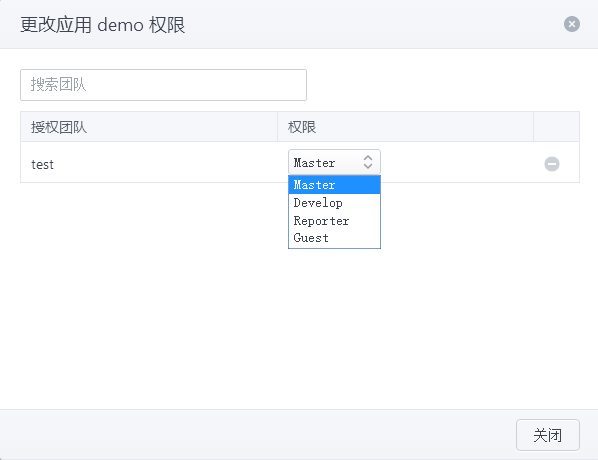 更改应用 demo 权限
搜索团队
授权团队 权限
test Master
Master
Develop
Reporter
Guest
关闭